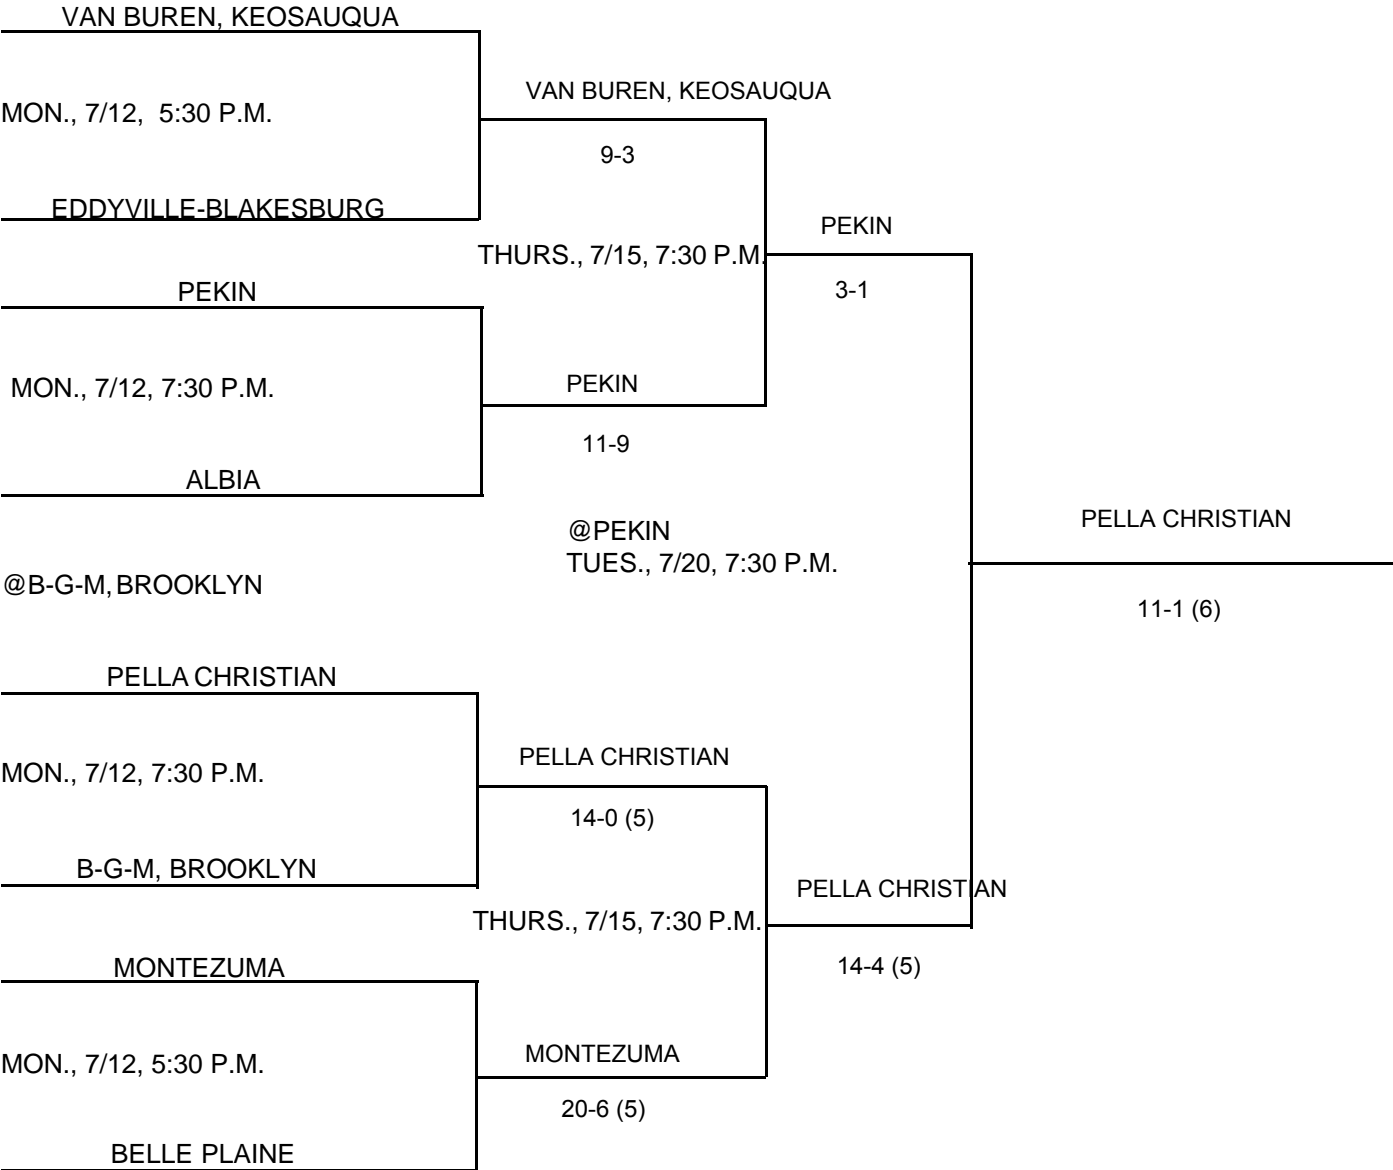 VAN BUREN, KEOSAUQUA
VAN BUREN, KEOSAUQUA
MON., 7/12, 5:30 P.M.
9-3
EDDYVILLE-BLAKESBURG
PEKIN
THURS., 7/15, 7:30 P.M.
PEKIN
3-1
MON., 7/12, 7:30 P.M.
PEKIN
11-9
ALBIA
PELLA CHRISTIAN
@PEKIN
TUES., 7/20, 7:30 P.M.
@B-G-M, BROOKLYN
11-1 (6)
PELLA CHRISTIAN
PELLA CHRISTIAN
MON., 7/12, 7:30 P.M.
14-0 (5)
B-G-M, BROOKLYN
PELLA CHRISTIAN
THURS., 7/15, 7:30 P.M.
MONTEZUMA
14-4 (5)
MONTEZUMA
MON., 7/12, 5:30 P.M.
20-6 (5)
BELLE PLAINE